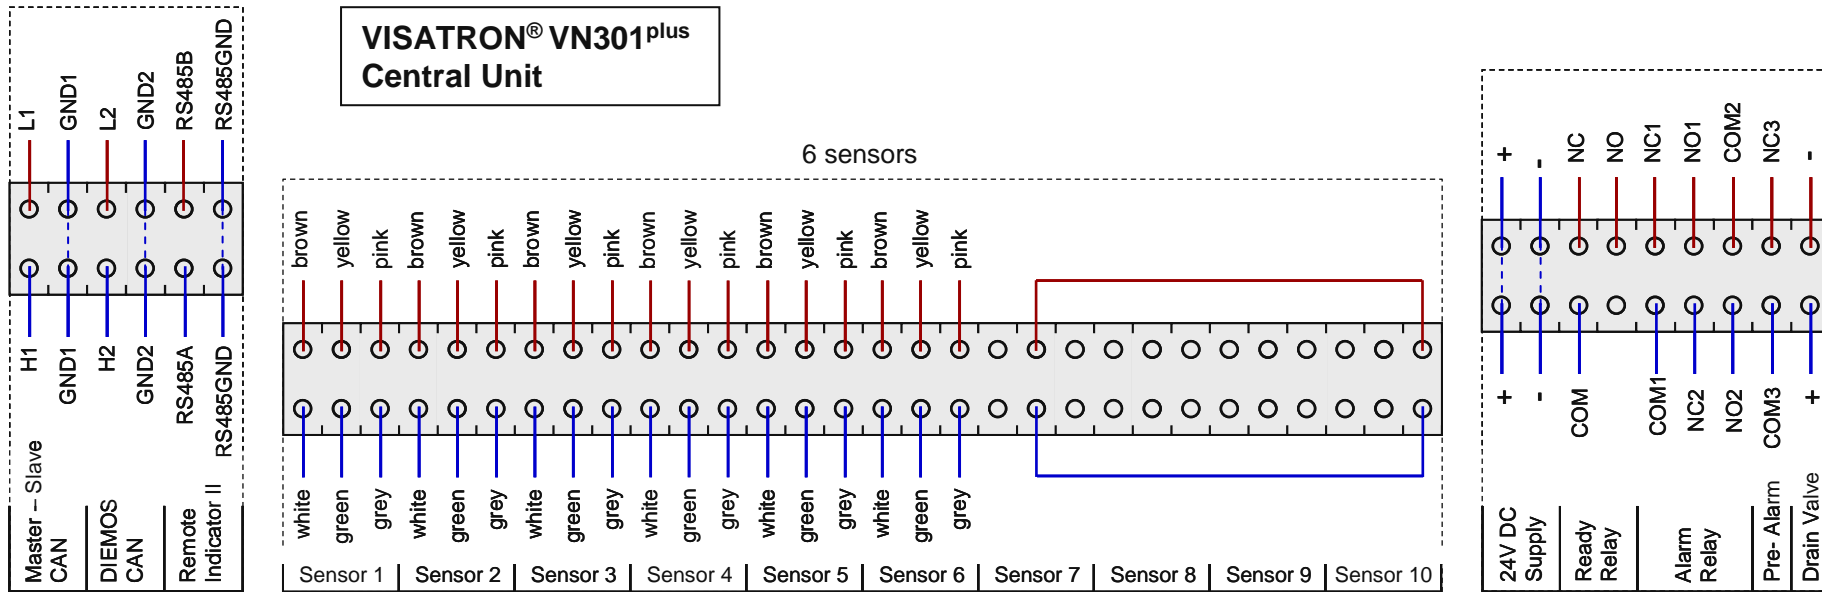 VISATRON® VN301plus
Central Unit
L1
GND1
L2
GND2
RS485B
RS485GND
H1
GND1
H2
GND2
RS485A
RS485GND
Master – Slave
CAN
DIEMOS
CAN
Remote
Indicator II
6 sensors
brown yellow pink brown yellow pink brown yellow pink brown yellow pink brown yellow pink brown yellow pink
white green grey white green grey white green grey white green grey white green grey white green grey
Sensor 1 Sensor 2 Sensor 3 Sensor 4 Sensor 5 Sensor 6 Sensor 7 Sensor 8 Sensor 9 Sensor 10
+
-
NC
NO
NC1
NO1
COM2
NC3
-
+
-
COM
COM1
NC2
NO2
COM3
+
24V DC
Supply
Ready
Relay
Alarm
Relay
Pre- Alarm
Drain Valve